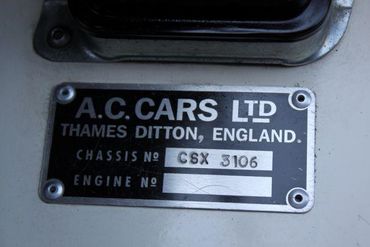 A.C. CARS LTD
THAMES DITTON, ENGLAND.
CHASSIS Nº CSX 3106
ENGINE Nº